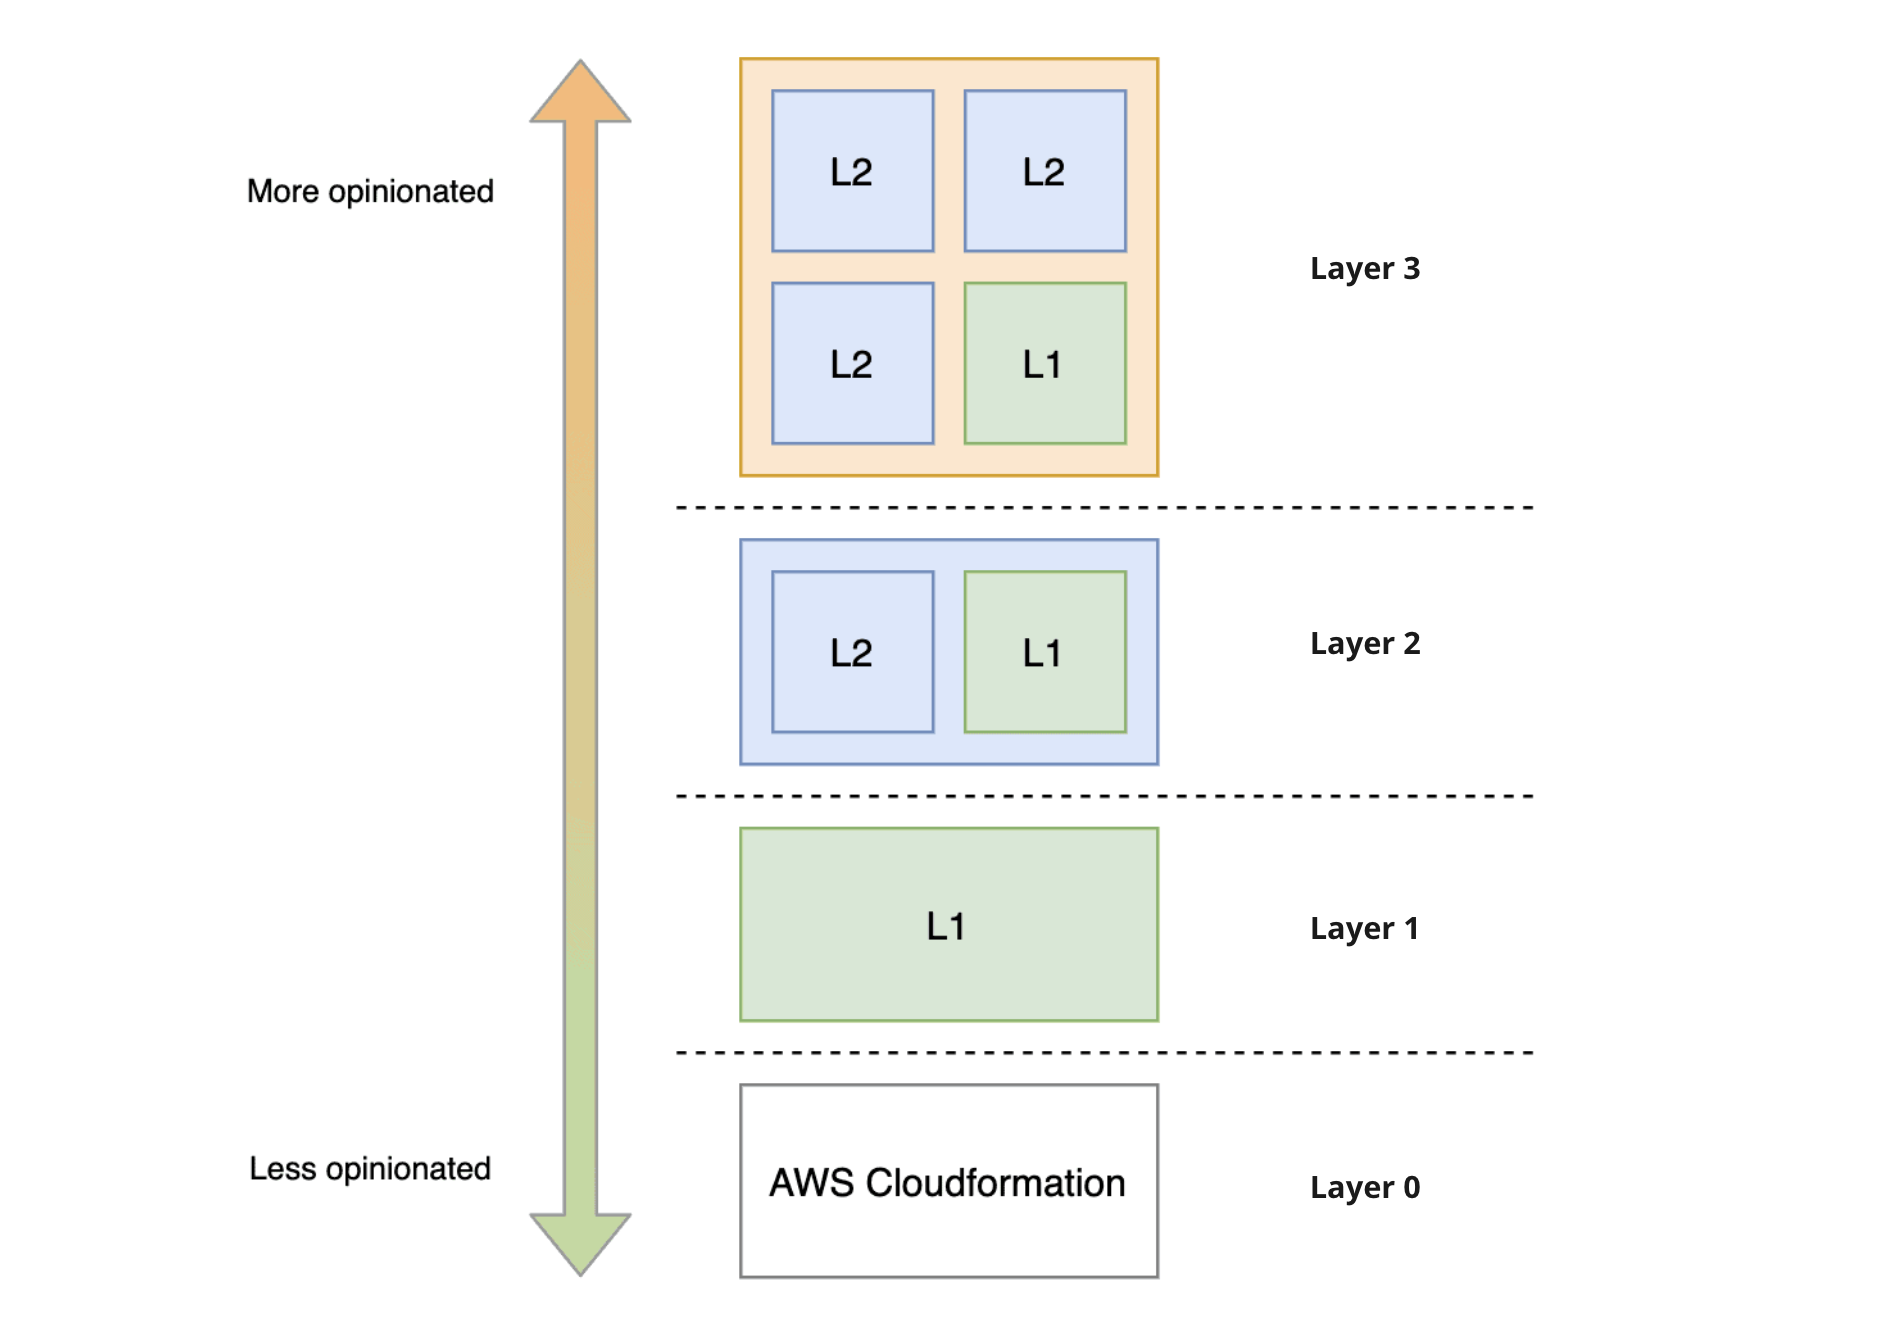 More opinionated
L2
L2
L2
L1
Layer 3
L2
L1
Layer 2
L1
Layer 1
Less opinionated
AWS Cloudformation
Layer 0